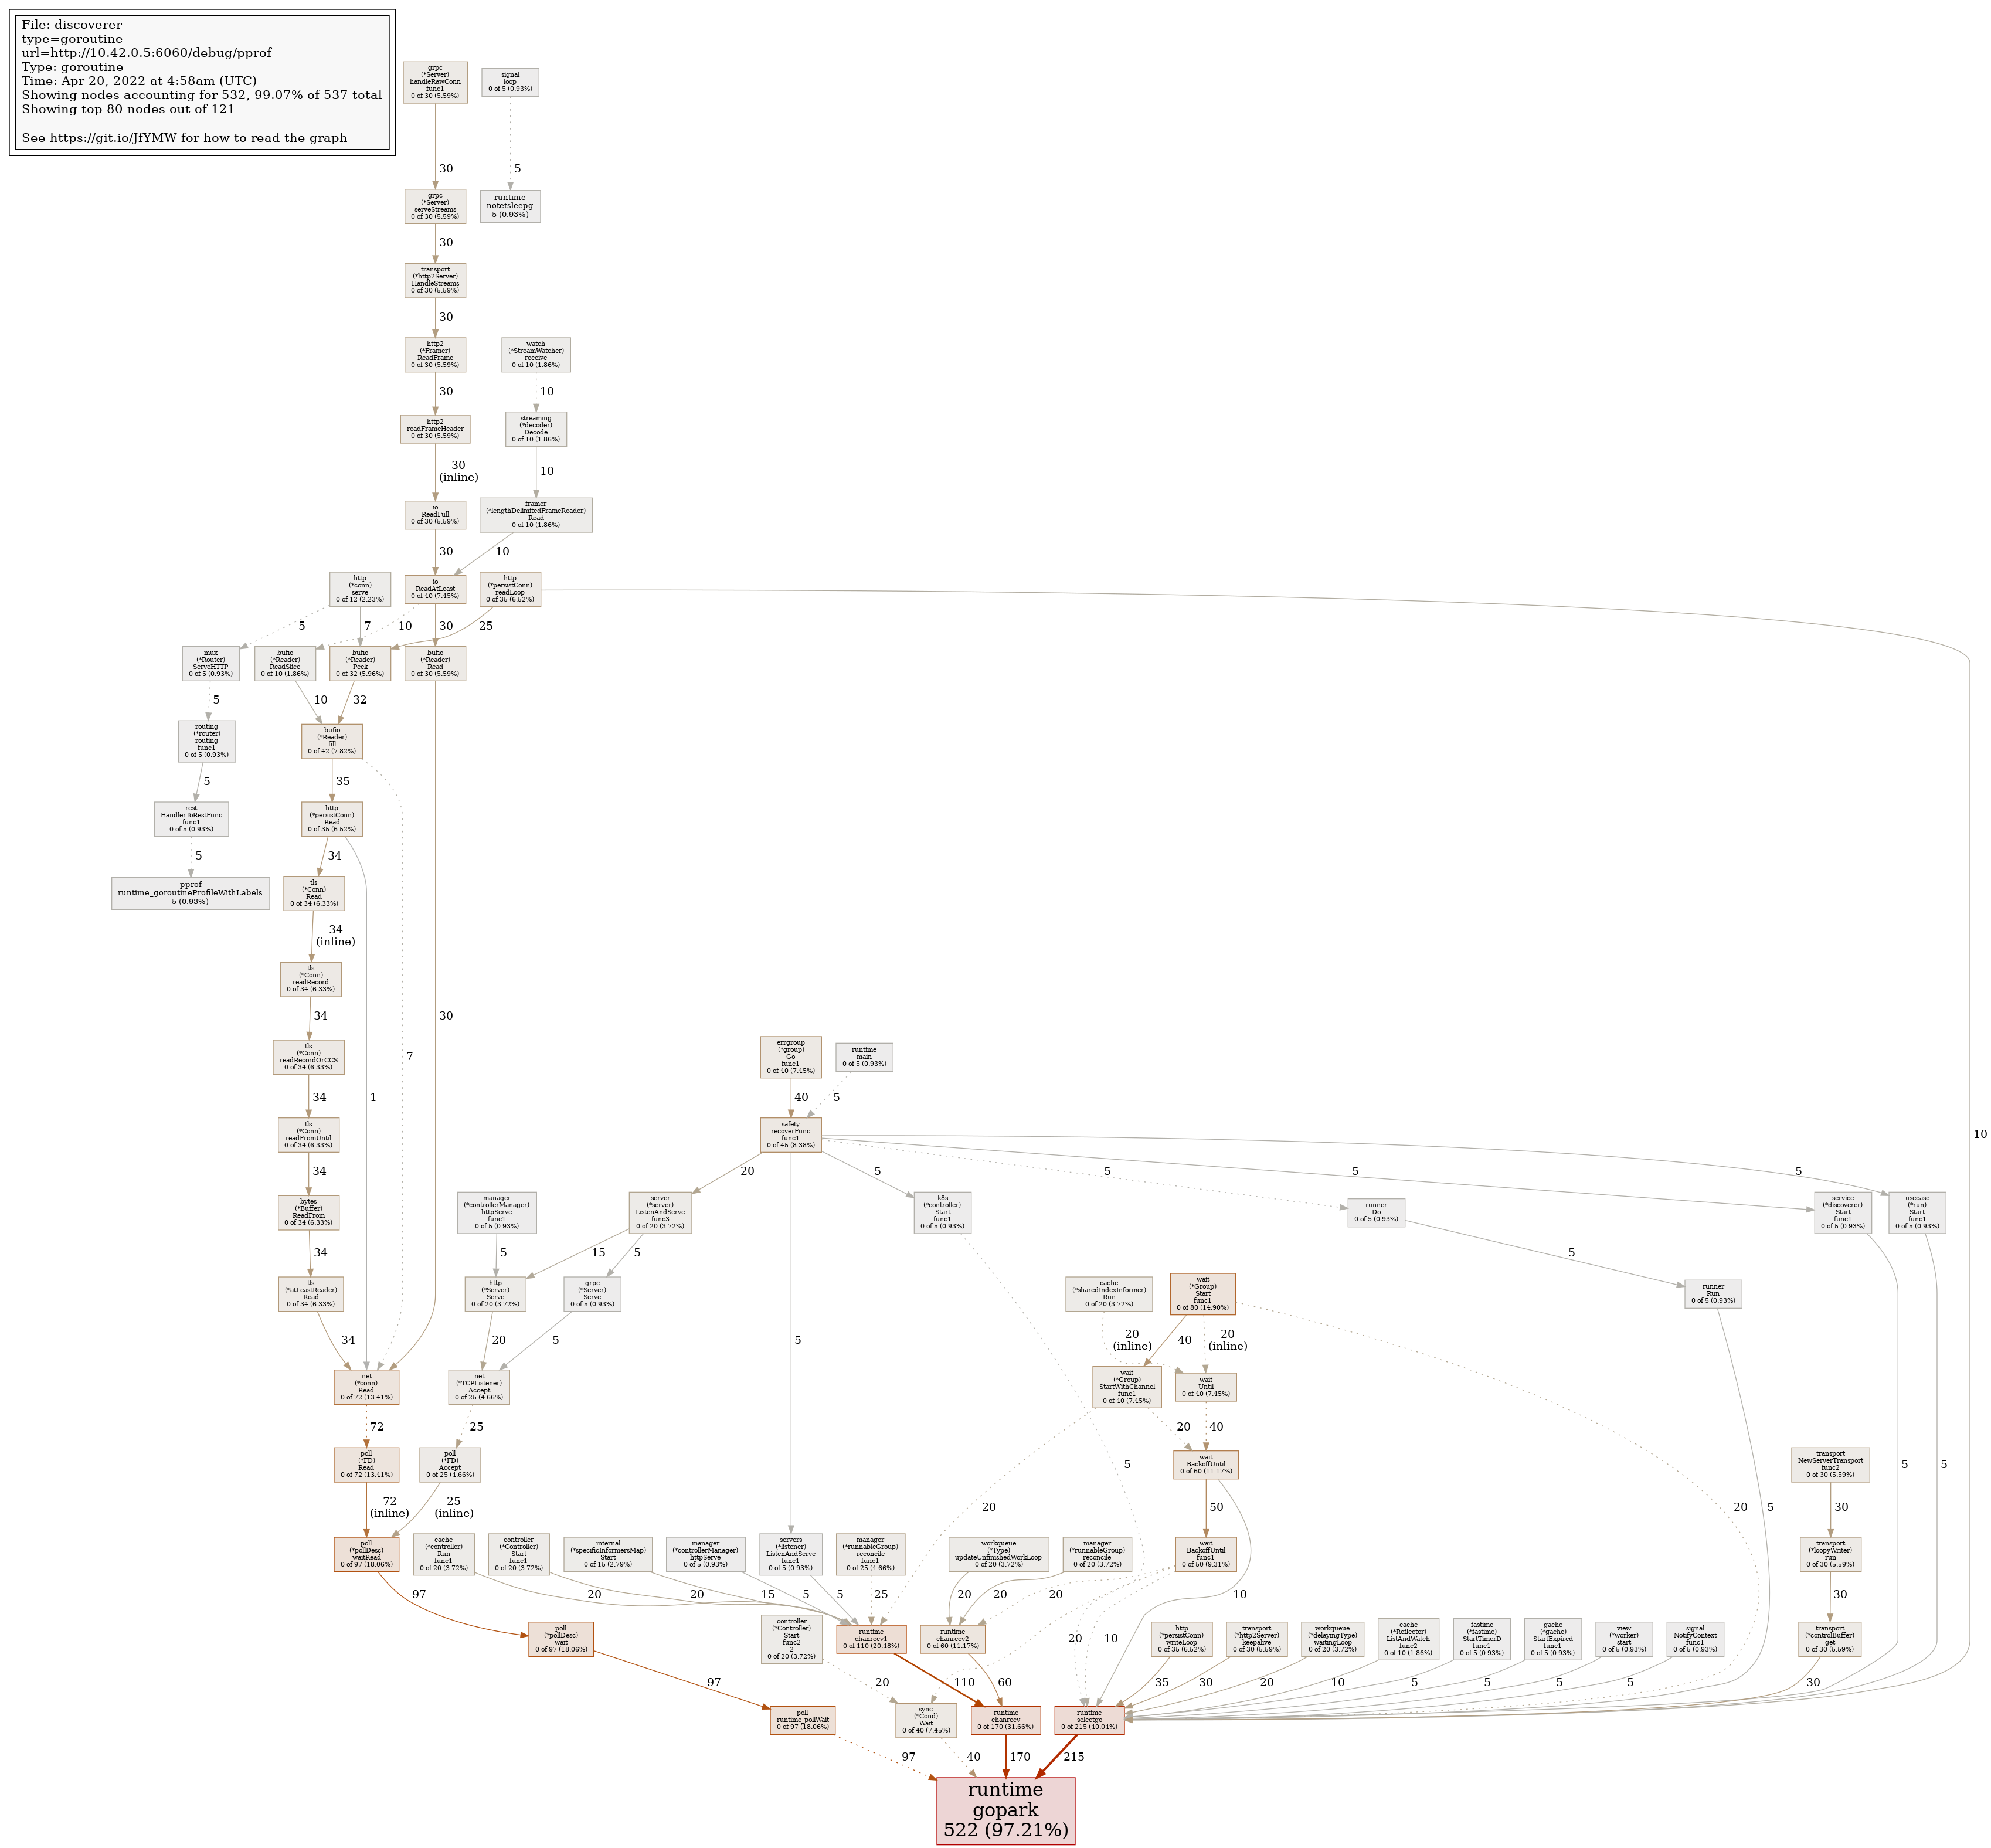 File: discoverer
type=goroutine
url=http://10.42.0.5:6060/debug/pprof
Type: goroutine
Time: Apr 20, 2022 at 4:58am (UTC)
Showing nodes accounting for 532, 99.07% of 537 total
Showing top 80 nodes out of 121
See https://git.io/JfYMW for how to read the graph
grpc
(*Server)
handleRawConn
func1
0 of 30 (5.59%)
signal
loop
0 of 5 (0.93%)
30
5
grpc
(*Server)
serveStreams
0 of 30 (5.59%)
runtime
notetsleepg
5 (0.93%)
30
transport
(*http2Server)
HandleStreams
0 of 30 (5.59%)
30
http2
(*Framer)
ReadFrame
0 of 30 (5.59%)
watch
(*StreamWatcher)
receive
0 of 10 (1.86%)
30
10
http2
readFrameHeader
0 of 30 (5.59%)
streaming
(*decoder)
Decode
0 of 10 (1.86%)
30
(inline)
10
io
ReadFull
0 of 30 (5.59%)
framer
(*lengthDelimitedFrameReader)
Read
0 of 10 (1.86%)
30
10
http
(*conn)
serve
0 of 12 (2.23%)
io
ReadAtLeast
0 of 40 (7.45%)
http
(*persistConn)
readLoop
0 of 35 (6.52%)
5
7
10
30
25
10
mux
(*Router)
ServeHTTP
0 of 5 (0.93%)
bufio
(*Reader)
ReadSlice
0 of 10 (1.86%)
bufio
(*Reader)
Peek
0 of 32 (5.96%)
bufio
(*Reader)
Read
0 of 30 (5.59%)
5
10
32
30
routing
(*router)
routing
func1
0 of 5 (0.93%)
bufio
(*Reader)
fill
0 of 42 (7.82%)
5
35
7
rest
HandlerToRestFunc
func1
0 of 5 (0.93%)
http
(*persistConn)
Read
0 of 35 (6.52%)
5
34
1
pprof
runtime_goroutineProfileWithLabels
5 (0.93%)
tls
(*Conn)
Read
0 of 34 (6.33%)
34
(inline)
tls
(*Conn)
readRecord
0 of 34 (6.33%)
34
tls
(*Conn)
readRecordOrCCS
0 of 34 (6.33%)
34
tls
(*Conn)
readFromUntil
0 of 34 (6.33%)
34
bytes
(*Buffer)
ReadFrom
0 of 34 (6.33%)
34
tls
(*atLeastReader)
Read
0 of 34 (6.33%)
34
errgroup
(*group)
Go
func1
0 of 40 (7.45%)
runtime
main
0 of 5 (0.93%)
40
5
safety
recoverFunc
func1
0 of 45 (8.38%)
20
5
5
5
5
5
manager
(*controllerManager)
httpServe
func1
0 of 5 (0.93%)
server
(*server)
ListenAndServe
func3
0 of 20 (3.72%)
k8s
(*controller)
Start
func1
0 of 5 (0.93%)
runner
Do
0 of 5 (0.93%)
service
(*discoverer)
Start
func1
0 of 5 (0.93%)
usecase
(*run)
Start
func1
0 of 5 (0.93%)
5
15
5
5
5
5
5
http
(*Server)
Serve
0 of 20 (3.72%)
grpc
(*Server)
Serve
0 of 5 (0.93%)
cache
(*sharedIndexInformer)
Run
0 of 20 (3.72%)
wait
(*Group)
Start
func1
0 of 80 (14.90%)
runner
Run
0 of 5 (0.93%)
20
5
20
(inline)
40
20
(inline)
20
5
net
(*conn)
Read
0 of 72 (13.41%)
net
(*TCPListener)
Accept
0 of 25 (4.66%)
wait
(*Group)
StartWithChannel
func1
0 of 40 (7.45%)
wait
Until
0 of 40 (7.45%)
72
25
20
20
40
poll
(*FD)
Read
0 of 72 (13.41%)
poll
(*FD)
Accept
0 of 25 (4.66%)
wait
BackoffUntil
0 of 60 (11.17%)
transport
NewServerTransport
func2
0 of 30 (5.59%)
72
(inline)
25
(inline)
50
10
30
poll
(*pollDesc)
waitRead
0 of 97 (18.06%)
cache
(*controller)
Run
func1
0 of 20 (3.72%)
controller
(*Controller)
Start
func1
0 of 20 (3.72%)
internal
(*specificInformersMap)
Start
0 of 15 (2.79%)
manager
(*controllerManager)
httpServe
0 of 5 (0.93%)
servers
(*listener)
ListenAndServe
func1
0 of 5 (0.93%)
manager
(*runnableGroup)
reconcile
func1
0 of 25 (4.66%)
workqueue
(*Type)
updateUnfinishedWorkLoop
0 of 20 (3.72%)
manager
(*runnableGroup)
reconcile
0 of 20 (3.72%)
wait
BackoffUntil
func1
0 of 50 (9.31%)
transport
(*loopyWriter)
run
0 of 30 (5.59%)
97
20
20
15
5
5
25
20
20
20
20
10
30
poll
(*pollDesc)
wait
0 of 97 (18.06%)
controller
(*Controller)
Start
func2
2
0 of 20 (3.72%)
runtime
chanrecv1
0 of 110 (20.48%)
runtime
chanrecv2
0 of 60 (11.17%)
http
(*persistConn)
writeLoop
0 of 35 (6.52%)
transport
(*http2Server)
keepalive
0 of 30 (5.59%)
workqueue
(*delayingType)
waitingLoop
0 of 20 (3.72%)
cache
(*Reflector)
ListAndWatch
func2
0 of 10 (1.86%)
fastime
(*fastime)
StartTimerD
func1
0 of 5 (0.93%)
gache
(*gache)
StartExpired
func1
0 of 5 (0.93%)
view
(*worker)
start
0 of 5 (0.93%)
signal
NotifyContext
func1
0 of 5 (0.93%)
transport
(*controlBuffer)
get
0 of 30 (5.59%)
97
20
110
60
35
30
20
10
5
5
5
5
30
poll
runtime_pollWait
0 of 97 (18.06%)
sync
(*Cond)
Wait
0 of 40 (7.45%)
runtime
chanrecv
0 of 170 (31.66%)
runtime
selectgo
0 of 215 (40.04%)
97
40
170
215
runtime
gopark
522 (97.21%)